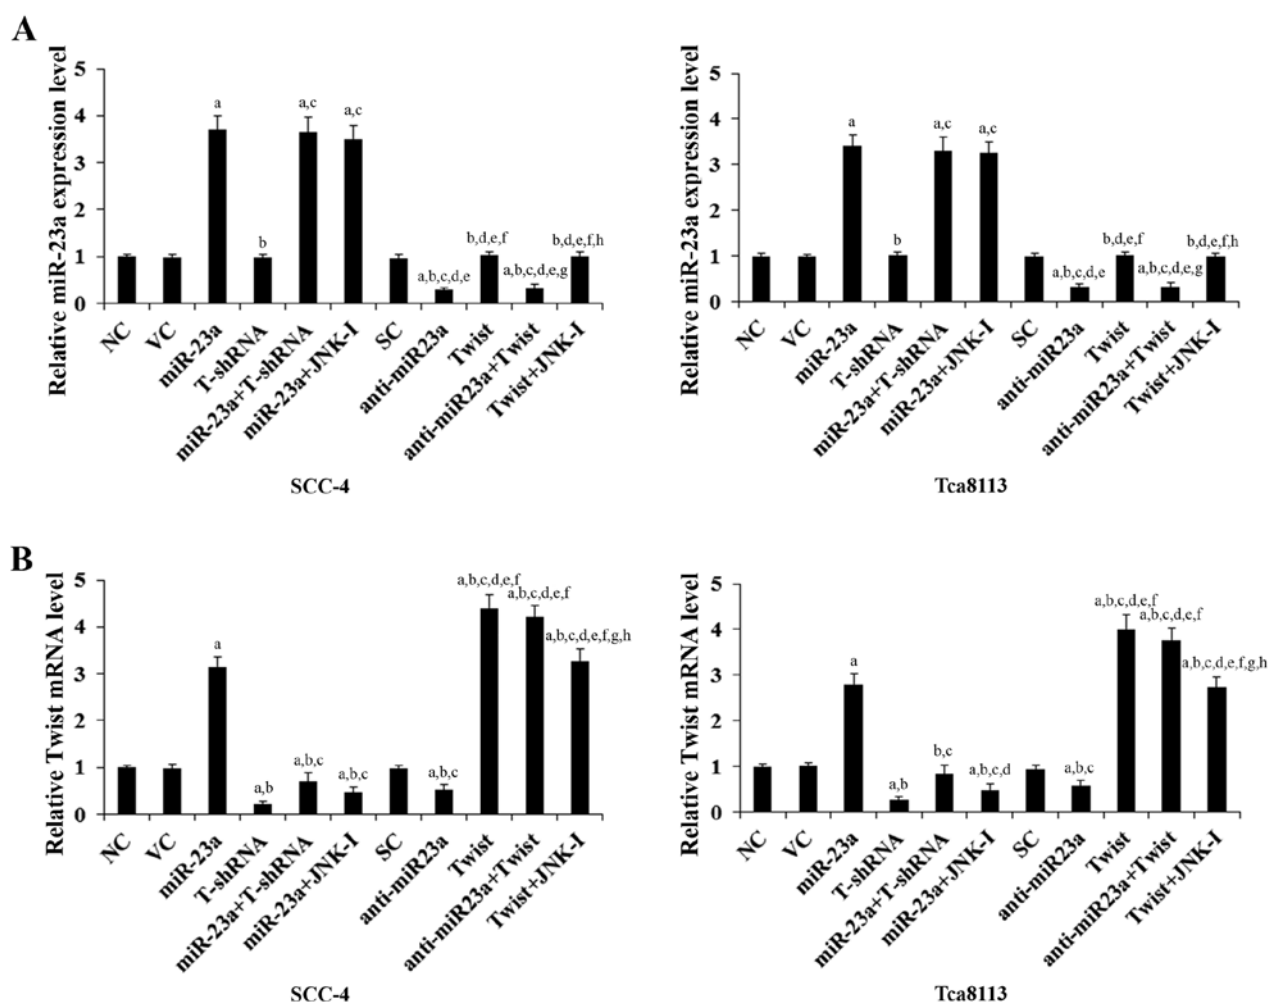 A
Relative miR-23a expression level
5
4
3
2
1
0
a
b
a,c
a,c
a,b,c,d,e
b,d,e,f
a,b,c,d,e,g
b,d,e,f,h
NC
VC
miR-23a
T-shRNA
miR-23a+T-shRNA
miR-23a+JNK-I
SC
anti-miR23a
Twist
anti-miR23a+Twist
Twist+JNK-I
SCC-4
Relative miR-23a expression level
5
4
3
2
1
0
a
b
a,c
a,c
a,b,c,d,e
b,d,e,f
a,b,c,d,e,g
b,d,e,f,h
NC
VC
miR-23a
T-shRNA
miR-23a+T-shRNA
miR-23a+JNK-I
SC
anti-miR23a
Twist
anti-miR23a+Twist
Twist+JNK-I
Tca8113
B
Relative Twist mRNA level
5
4
3
2
1
0
a
a,b
a,b,c
a,b,c
a,b,c
a,b,c,d,e,f
a,b,c,d,e,f
a,b,c,d,e,f,g,h
NC
VC
miR-23a
T-shRNA
miR-23a+T-shRNA
miR-23a+JNK-I
SC
anti-miR23a
Twist
anti-miR23a+Twist
Twist+JNK-I
SCC-4
Relative Twist mRNA level
5
4
3
2
1
0
a
a,b
b,c
a,b,c,d
a,b,c
a,b,c,d,e,f
a,b,c,d,e,f
a,b,c,d,e,f,g,h
NC
VC
miR-23a
T-shRNA
miR-23a+T-shRNA
miR-23a+JNK-I
SC
anti-miR23a
Twist
anti-miR23a+Twist
Twist+JNK-I
Tca8113